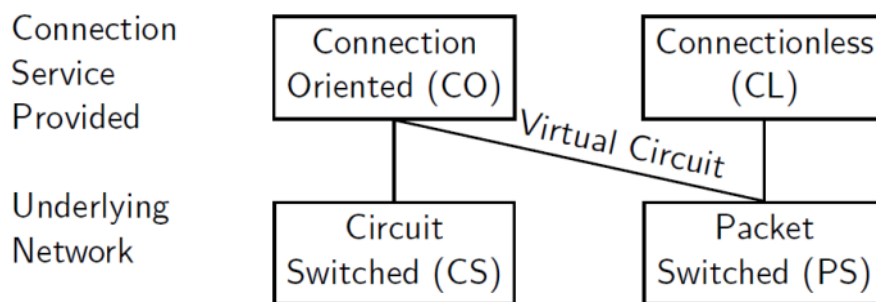 Connection
Service
Provided
Connection
Oriented (CO)
Connectionless
(CL)
Virtual Circuit
Underlying
Network
Circuit
Switched (CS)
Packet
Switched (PS)